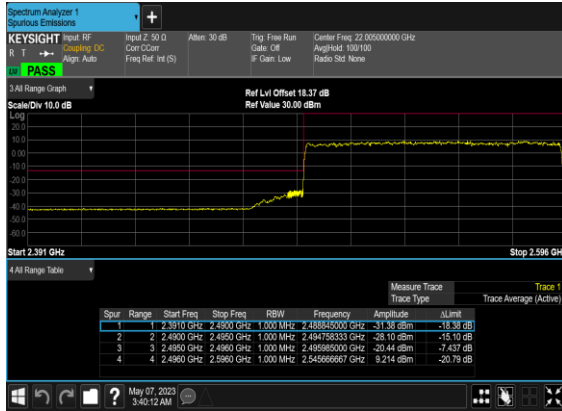 Spectrum Analyzer 1
Spurious Emissions
KEYSIGHT Input: RF Input Z: 50 Ω Atten: 30 dB Trig: Free Run Center Freq: 22.005000000 GHz
R T Coupling: DC Corr CCorr Gate: Off Avg|Hold: 100/100
Align: Auto Freq Ref: Int (S) IF Gain: Low Radio Std: None
PASS
3 All Range Graph
Ref Lvl Offset 18.37 dB
Scale/Div 10.0 dB Ref Value 30.00 dBm
Log
20.0
10.0
0.00
-10.0
-20.0
-30.0
-40.0
-50.0
-60.0
Start 2.391 GHz Stop 2.596 GH
4 All Range Table
Measure Trace Trace 1
Trace Type Trace Average (Active)
Spur Range Start Freq Stop Freq RBW Frequency Amplitude ΔLimit
1 1 2.3910 GHz 2.4900 GHz 1.000 MHz 2.488845000 GHz -31.38 dBm -18.38 dB
2 2 2.4900 GHz 2.4950 GHz 1.000 MHz 2.494758333 GHz -28.10 dBm -15.10 dB
3 3 2.4950 GHz 2.4960 GHz 1.000 MHz 2.495985000 GHz -20.44 dBm -7.437 dB
4 4 2.4960 GHz 2.5960 GHz 1.000 MHz 2.545666667 GHz 9.214 dBm -20.79 dB
May 07, 2023
3:40:12 AM